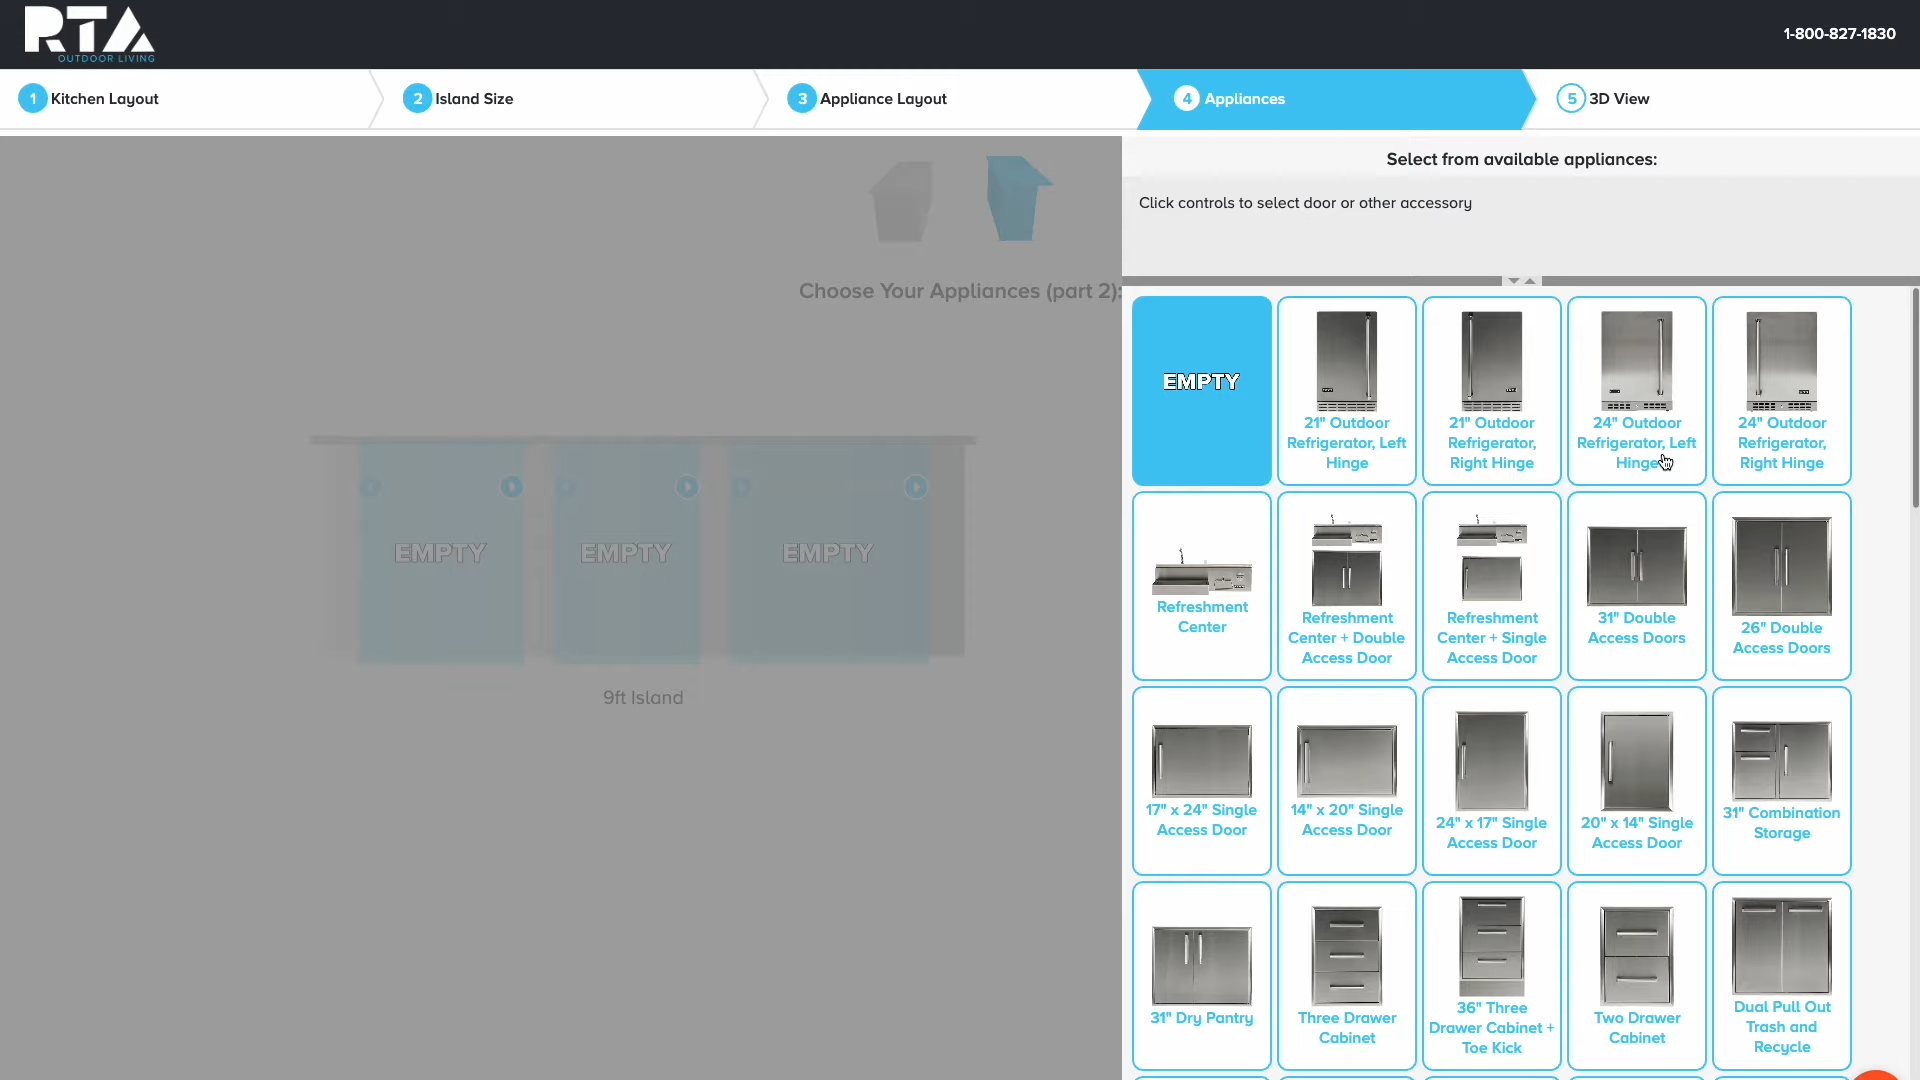 RTA
OUTDOOR LIVING
1-800-827-1830
1 Kitchen Layout
2 Island Size
3 Appliance Layout
4 Appliances
5 3D View
Select from available appliances:
Click controls to select door or other accessory
Choose Your Appliances (part 2):
EMPTY
EMPTY
EMPTY
9ft Island
EMPTY
21" Outdoor
Refrigerator, Left
Hinge
21" Outdoor
Refrigerator,
Right Hinge
24" Outdoor
Refrigerator, Left
Hinge
24" Outdoor
Refrigerator,
Right Hinge
Refreshment
Center
Refreshment
Center + Double
Access Door
Refreshment
Center + Single
Access Door
31" Double
Access Doors
26" Double
Access Doors
17" x 24" Single
Access Door
14" x 20" Single
Access Door
24" x 17" Single
Access Door
20" x 14" Single
Access Door
31" Combination
Storage
31" Dry Pantry
Three Drawer
Cabinet
36" Three
Drawer Cabinet +
Toe Kick
Two Drawer
Cabinet
Dual Pull Out
Trash and
Recycle